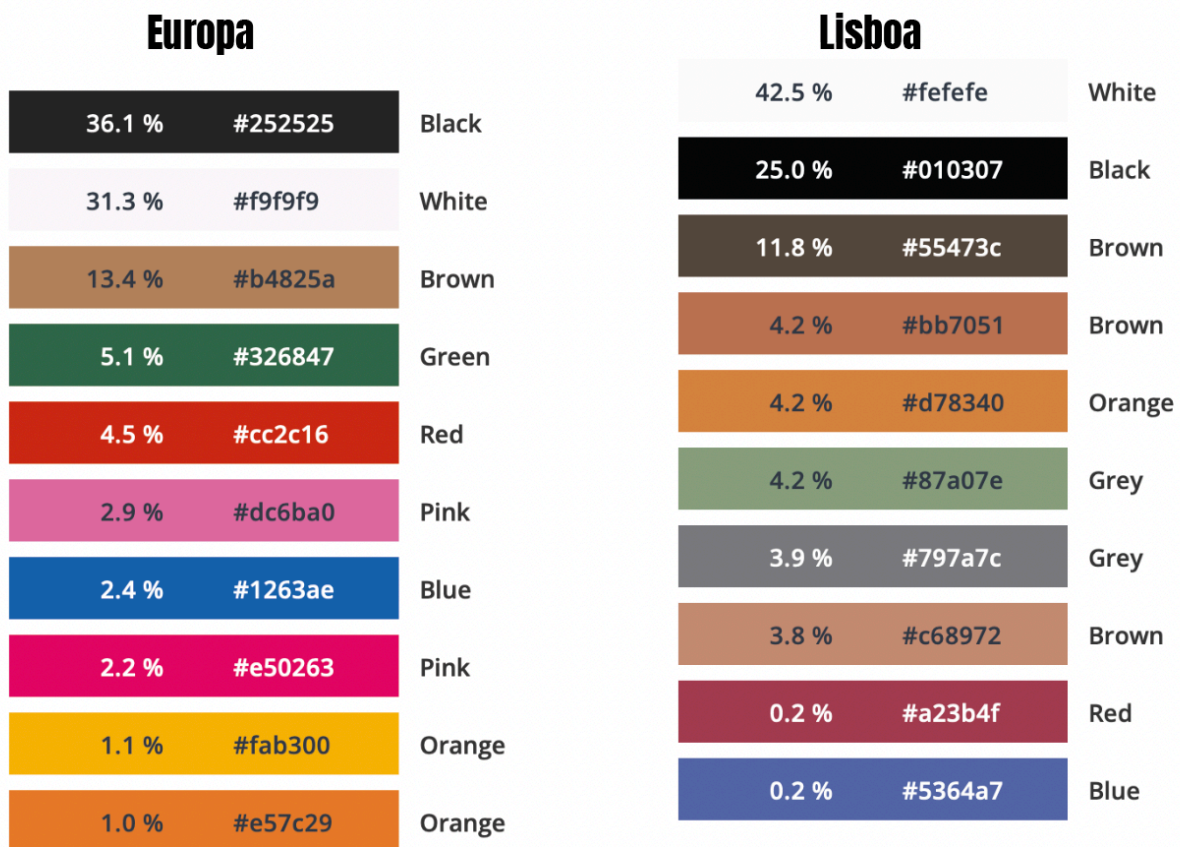 Europa
36.1 % #252525 Black
31.3 % #f9f9f9 White
13.4 % #b4825a Brown
5.1 % #326847 Green
4.5 % #cc2c16 Red
2.9 % #dc6ba0 Pink
2.4 % #1263ae Blue
2.2 % #e50263 Pink
1.1 % #fab300 Orange
1.0 % #e57c29 Orange
Lisboa
42.5 % #fefefe White
25.0 % #010307 Black
11.8 % #55473c Brown
4.2 % #bb7051 Brown
4.2 % #d78340 Orange
4.2 % #87a07e Grey
3.9 % #797a7c Grey
3.8 % #c68972 Brown
0.2 % #a23b4f Red
0.2 % #5364a7 Blue